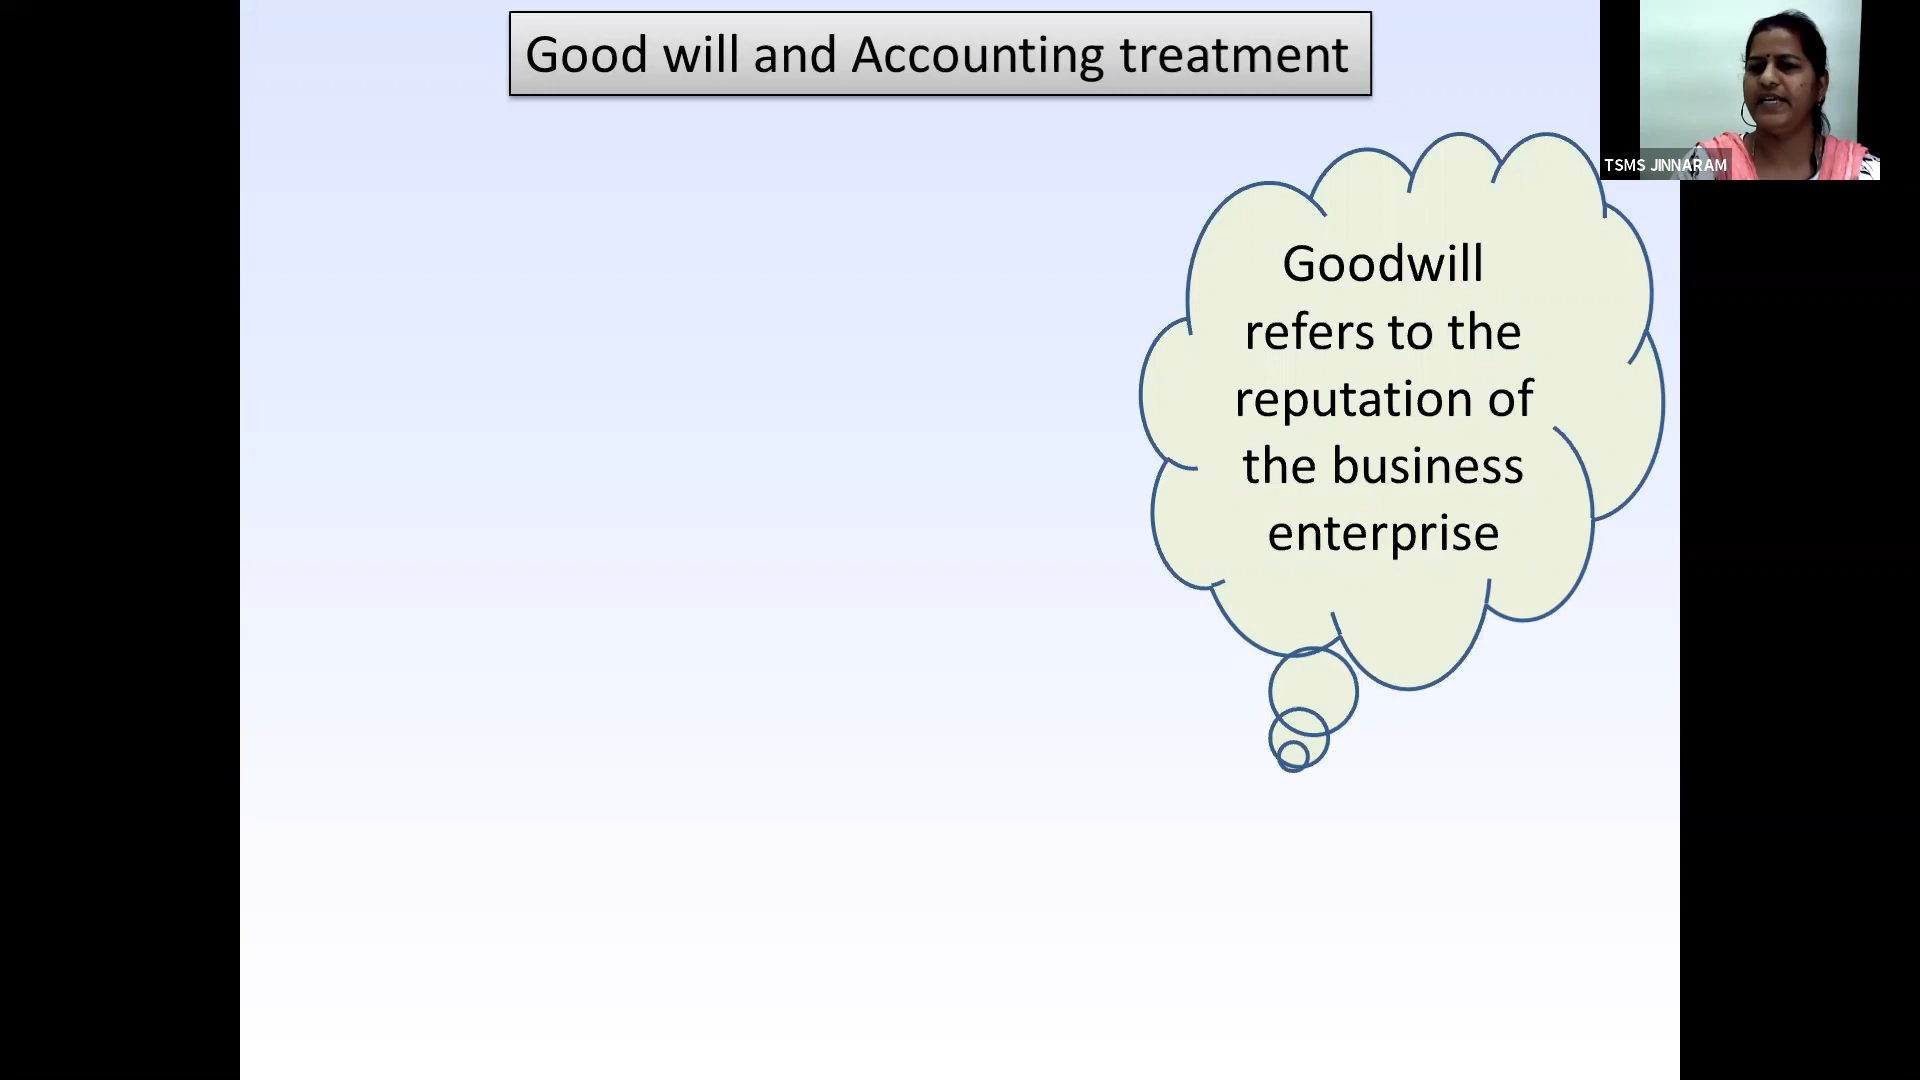 Good will and Accounting treatment
TSMS JINNARAM
Goodwill
refers to the
reputation of
the business
enterprise